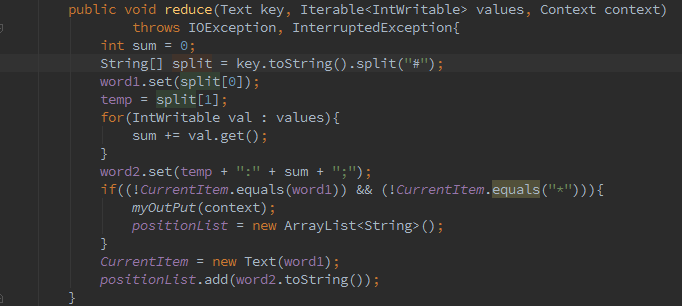 public void reduce(Text key, Iterable<IntWritable> values, Context context)
        throws IOException, InterruptedException{
    int sum = 0;
    String[] split = key.toString().split("#");
    word1.set(split[0]);
    temp = split[1];
    for(IntWritable val : values){
        sum += val.get();
    }
    word2.set(temp + ":" + sum + ";");
    if((!CurrentItem.equals(word1)) && (!CurrentItem.equals("*"))){
        myOutPut(context);
        positionList = new ArrayList<String>();
    }
    CurrentItem = new Text(word1);
    positionList.add(word2.toString());
}